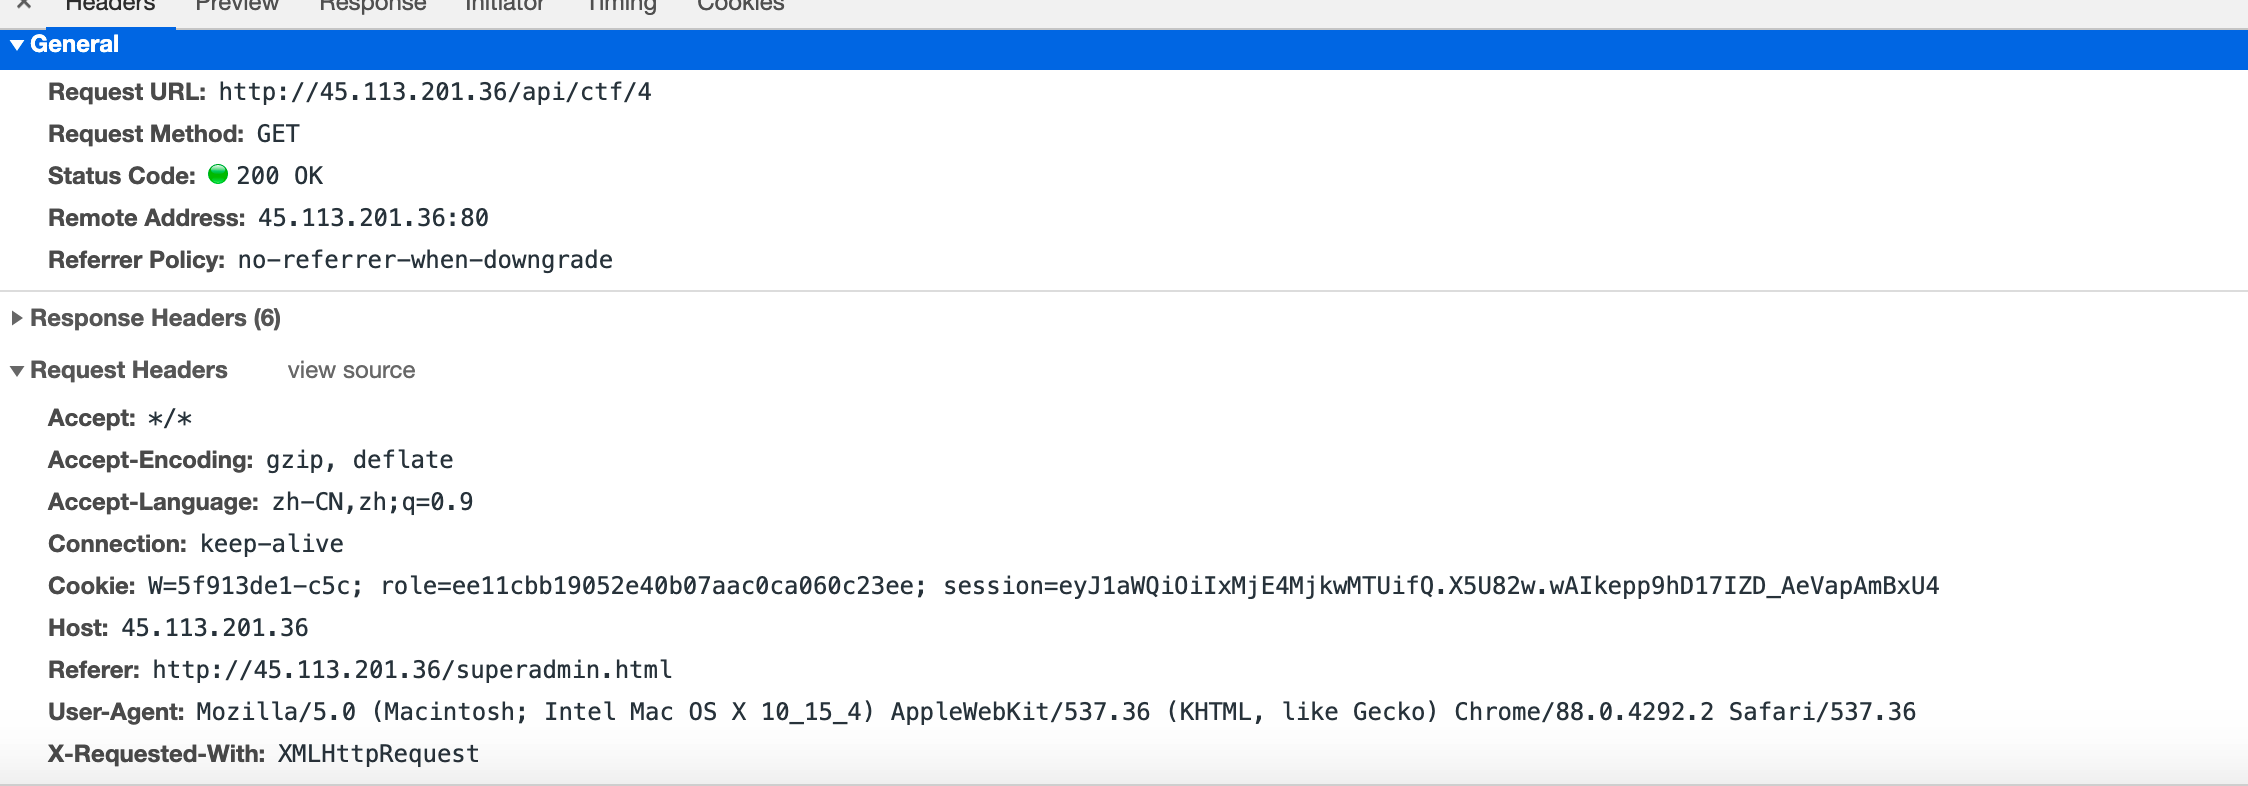 × Headers Preview Response Initiator Timing Cookies
General
Request URL: http://45.113.201.36/api/ctf/4
Request Method: GET
Status Code: 200 OK
Remote Address: 45.113.201.36:80
Referrer Policy: no-referrer-when-downgrade
Response Headers (6)
Request Headers view source
Accept: */*
Accept-Encoding: gzip, deflate
Accept-Language: zh-CN,zh;q=0.9
Connection: keep-alive
Cookie: W=5f913de1-c5c; role=ee11cbb19052e40b07aac0ca060c23ee; session=eyJ1aWQiOiIxMjE4MjkwMTUifQ.X5U82w.wAIkepp9hD17IZD_AeVapAmBxU4
Host: 45.113.201.36
Referer: http://45.113.201.36/superadmin.html
User-Agent: Mozilla/5.0 (Macintosh; Intel Mac OS X 10_15_4) AppleWebKit/537.36 (KHTML, like Gecko) Chrome/88.0.4292.2 Safari/537.36
X-Requested-With: XMLHttpRequest